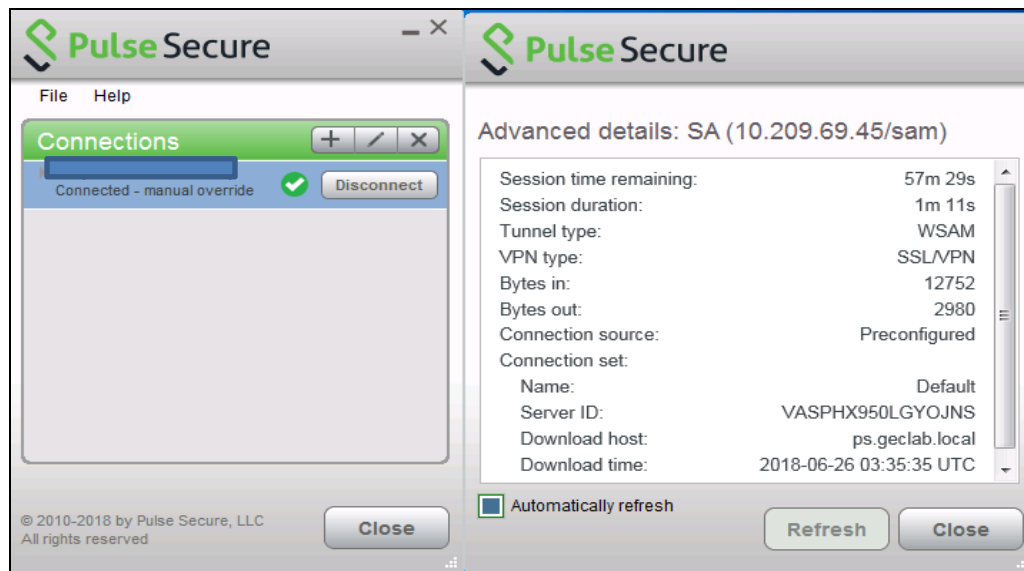 Pulse Secure
File Help
Connections
Connected - manual override
Disconnect
© 2010-2018 by Pulse Secure, LLC
All rights reserved
Close
Pulse Secure
Advanced details: SA (10.209.69.45/sam)
Session time remaining: 57m 29s
Session duration: 1m 11s
Tunnel type: WSAM
VPN type: SSL/VPN
Bytes in: 12752
Bytes out: 2980
Connection source: Preconfigured
Connection set:
Name: Default
Server ID: VASPHX950LGYOJNS
Download host: ps.geclab.local
Download time: 2018-06-26 03:35:35 UTC
Automatically refresh
Refresh
Close